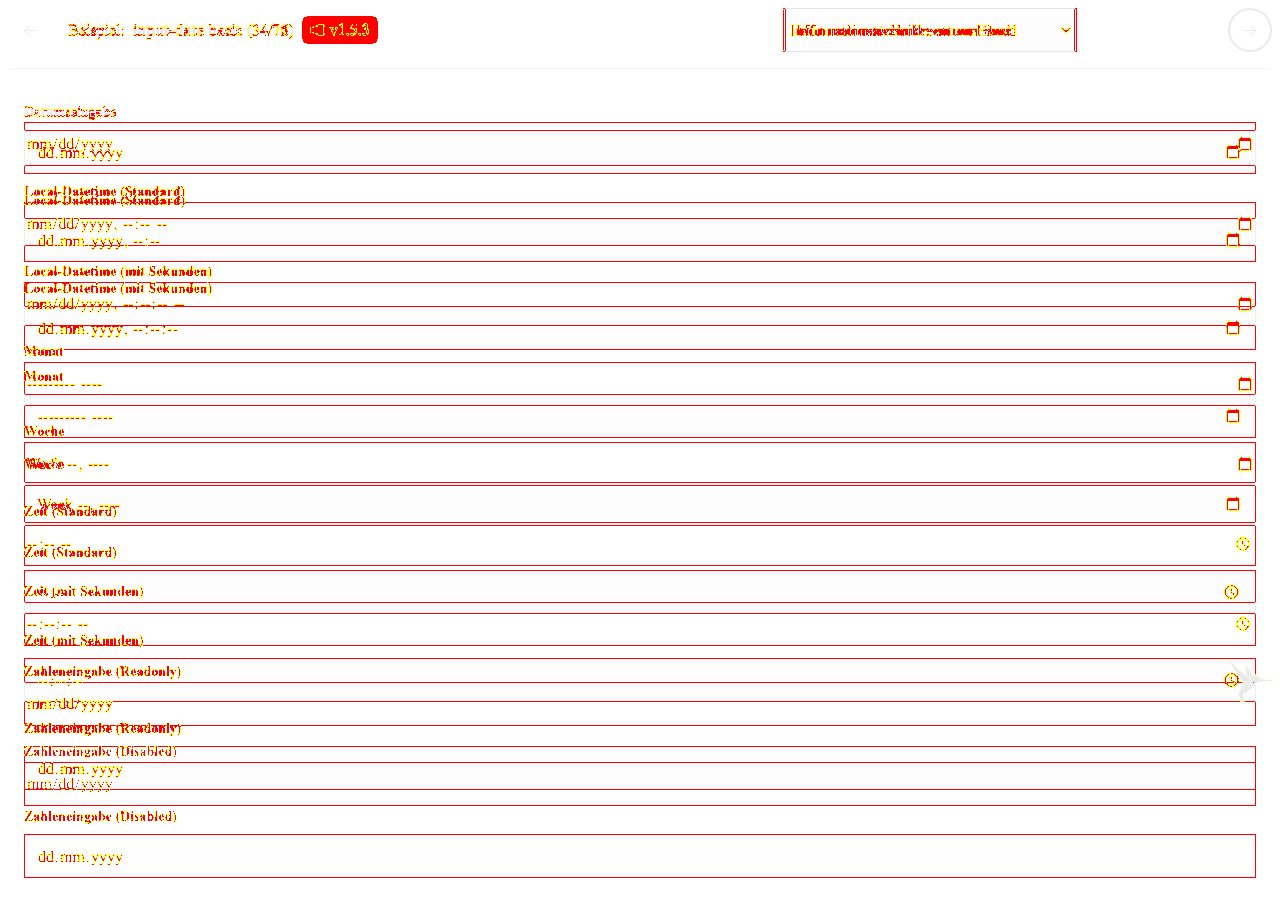 Beispiel: input-date basis (34/78) v1.5.3
Datumseingabe
mm/dd/yyyy
dd.mm.yyyy
Local-Datetime (Standard)
Local-Datetime (Standard)
mm/dd/yyyy, --:-- --
dd.mm.yyyy, --:--
Local-Datetime (mit Sekunden)
Local-Datetime (mit Sekunden)
mm/dd/yyyy, --:--:-- --
dd.mm.yyyy, --:--:--
Monat
Monat
--------- ----
--------- ----
Woche
Woche --, ----
Week
Zeit (Standard)
--:-- --
Zeit (Standard)
Zeit (mit Sekunden)
--:--:-- --
Zeit (mit Sekunden)
Zahleneingabe (Readonly)
mm/dd/yyyy
Zahleneingabe (Readonly)
Zahleneingabe (Disabled)
dd.mm.yyyy
mm/dd/yyyy
Zahleneingabe (Disabled)
dd.mm.yyyy